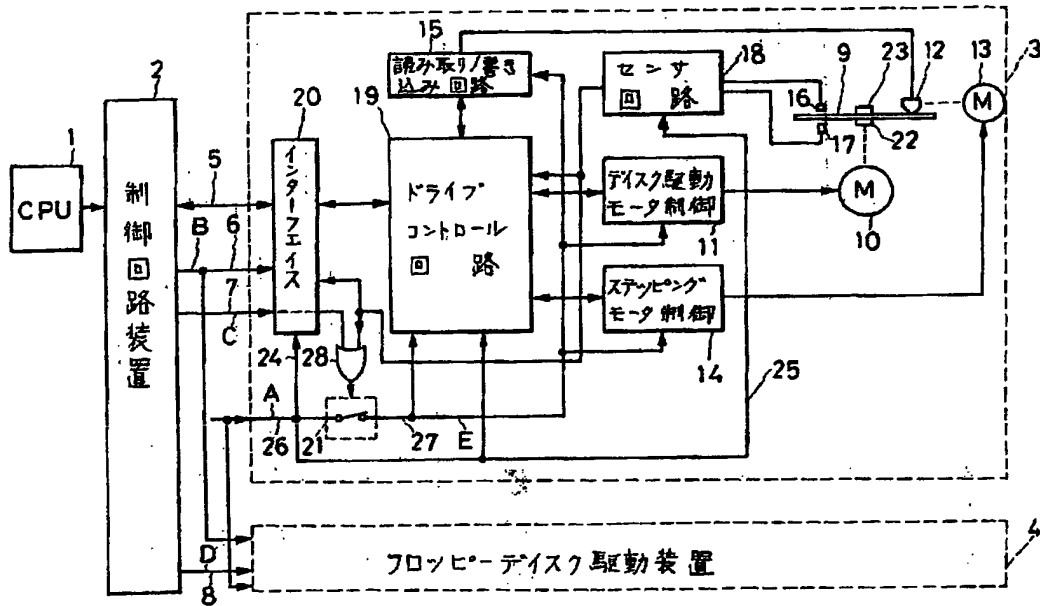 15
読み取り/書き
込み回路
18
センサ
回路
16
9
23
12
13
M
3
17
22
2
20
19
1
CPU
制御回路装置
5
B
6
7
C
インターフェイス
ドライブ
コントロール
回路
ディスク駆動
モータ制御
11
M
10
ステッピング
モータ制御
14
24
28
25
A
26
21
27
E
D
8
フロッピーディスク駆動装置
4